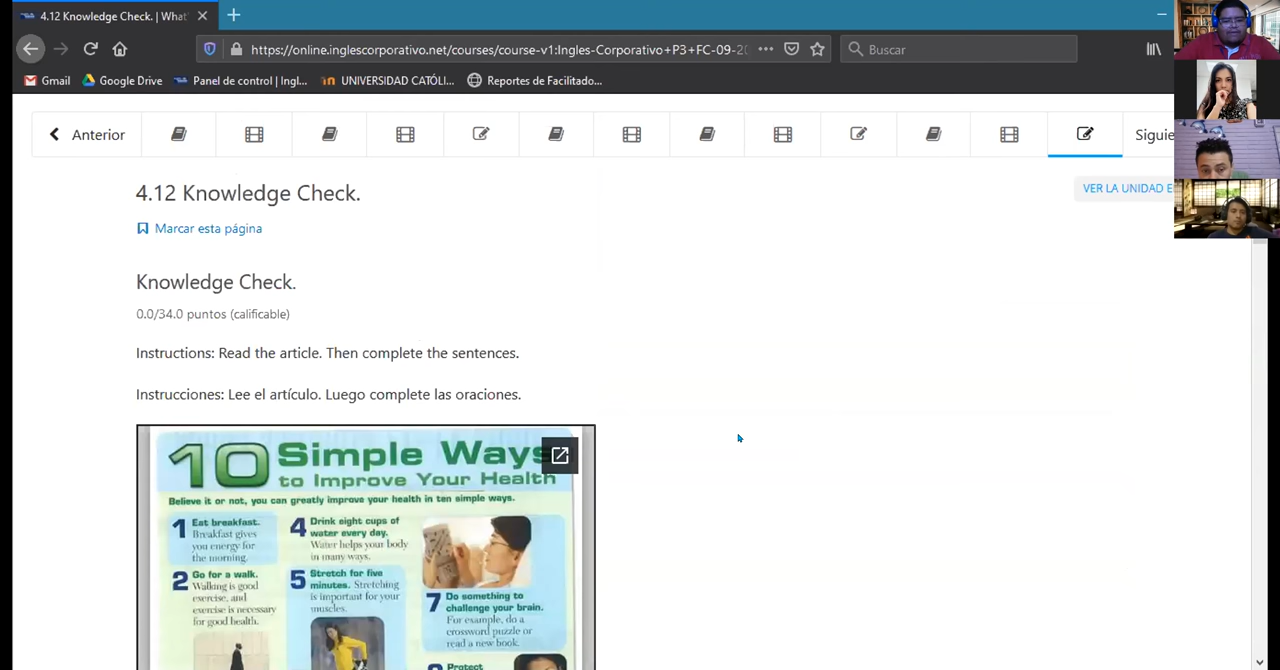 4.12 Knowledge Check. | What'
https://online.inglescorporativo.net/courses/course-v1:Ingles-Corporativo+P3+FC-09-20
Buscar
Gmail
Google Drive
Panel de control | Ingl...
UNIVERSIDAD CATÓLI...
Reportes de Facilitado...
Anterior
Siguie
4.12 Knowledge Check.
VER LA UNIDAD E
Marcar esta página
Knowledge Check.
0.0/34.0 puntos (calificable)
Instructions: Read the article. Then complete the sentences.
Instrucciones: Lee el artículo. Luego complete las oraciones.
10 Simple Ways
to Improve Your Health
Believe it or not, you can greatly improve your health in ten simple ways.
1 Eat breakfast.
Breakfast gives
you energy for
the morning.
2 Go for a walk.
Walking is good
exercise, and
exercise is necessary
for good health.
4 Drink eight cups of
water every day.
Water helps your body
in many ways.
5 Stretch for five
minutes. Stretching
is important for your
muscles.
7 Do something to
challenge your brain.
For example, do a
crossword puzzle or
read a new book.
Protect